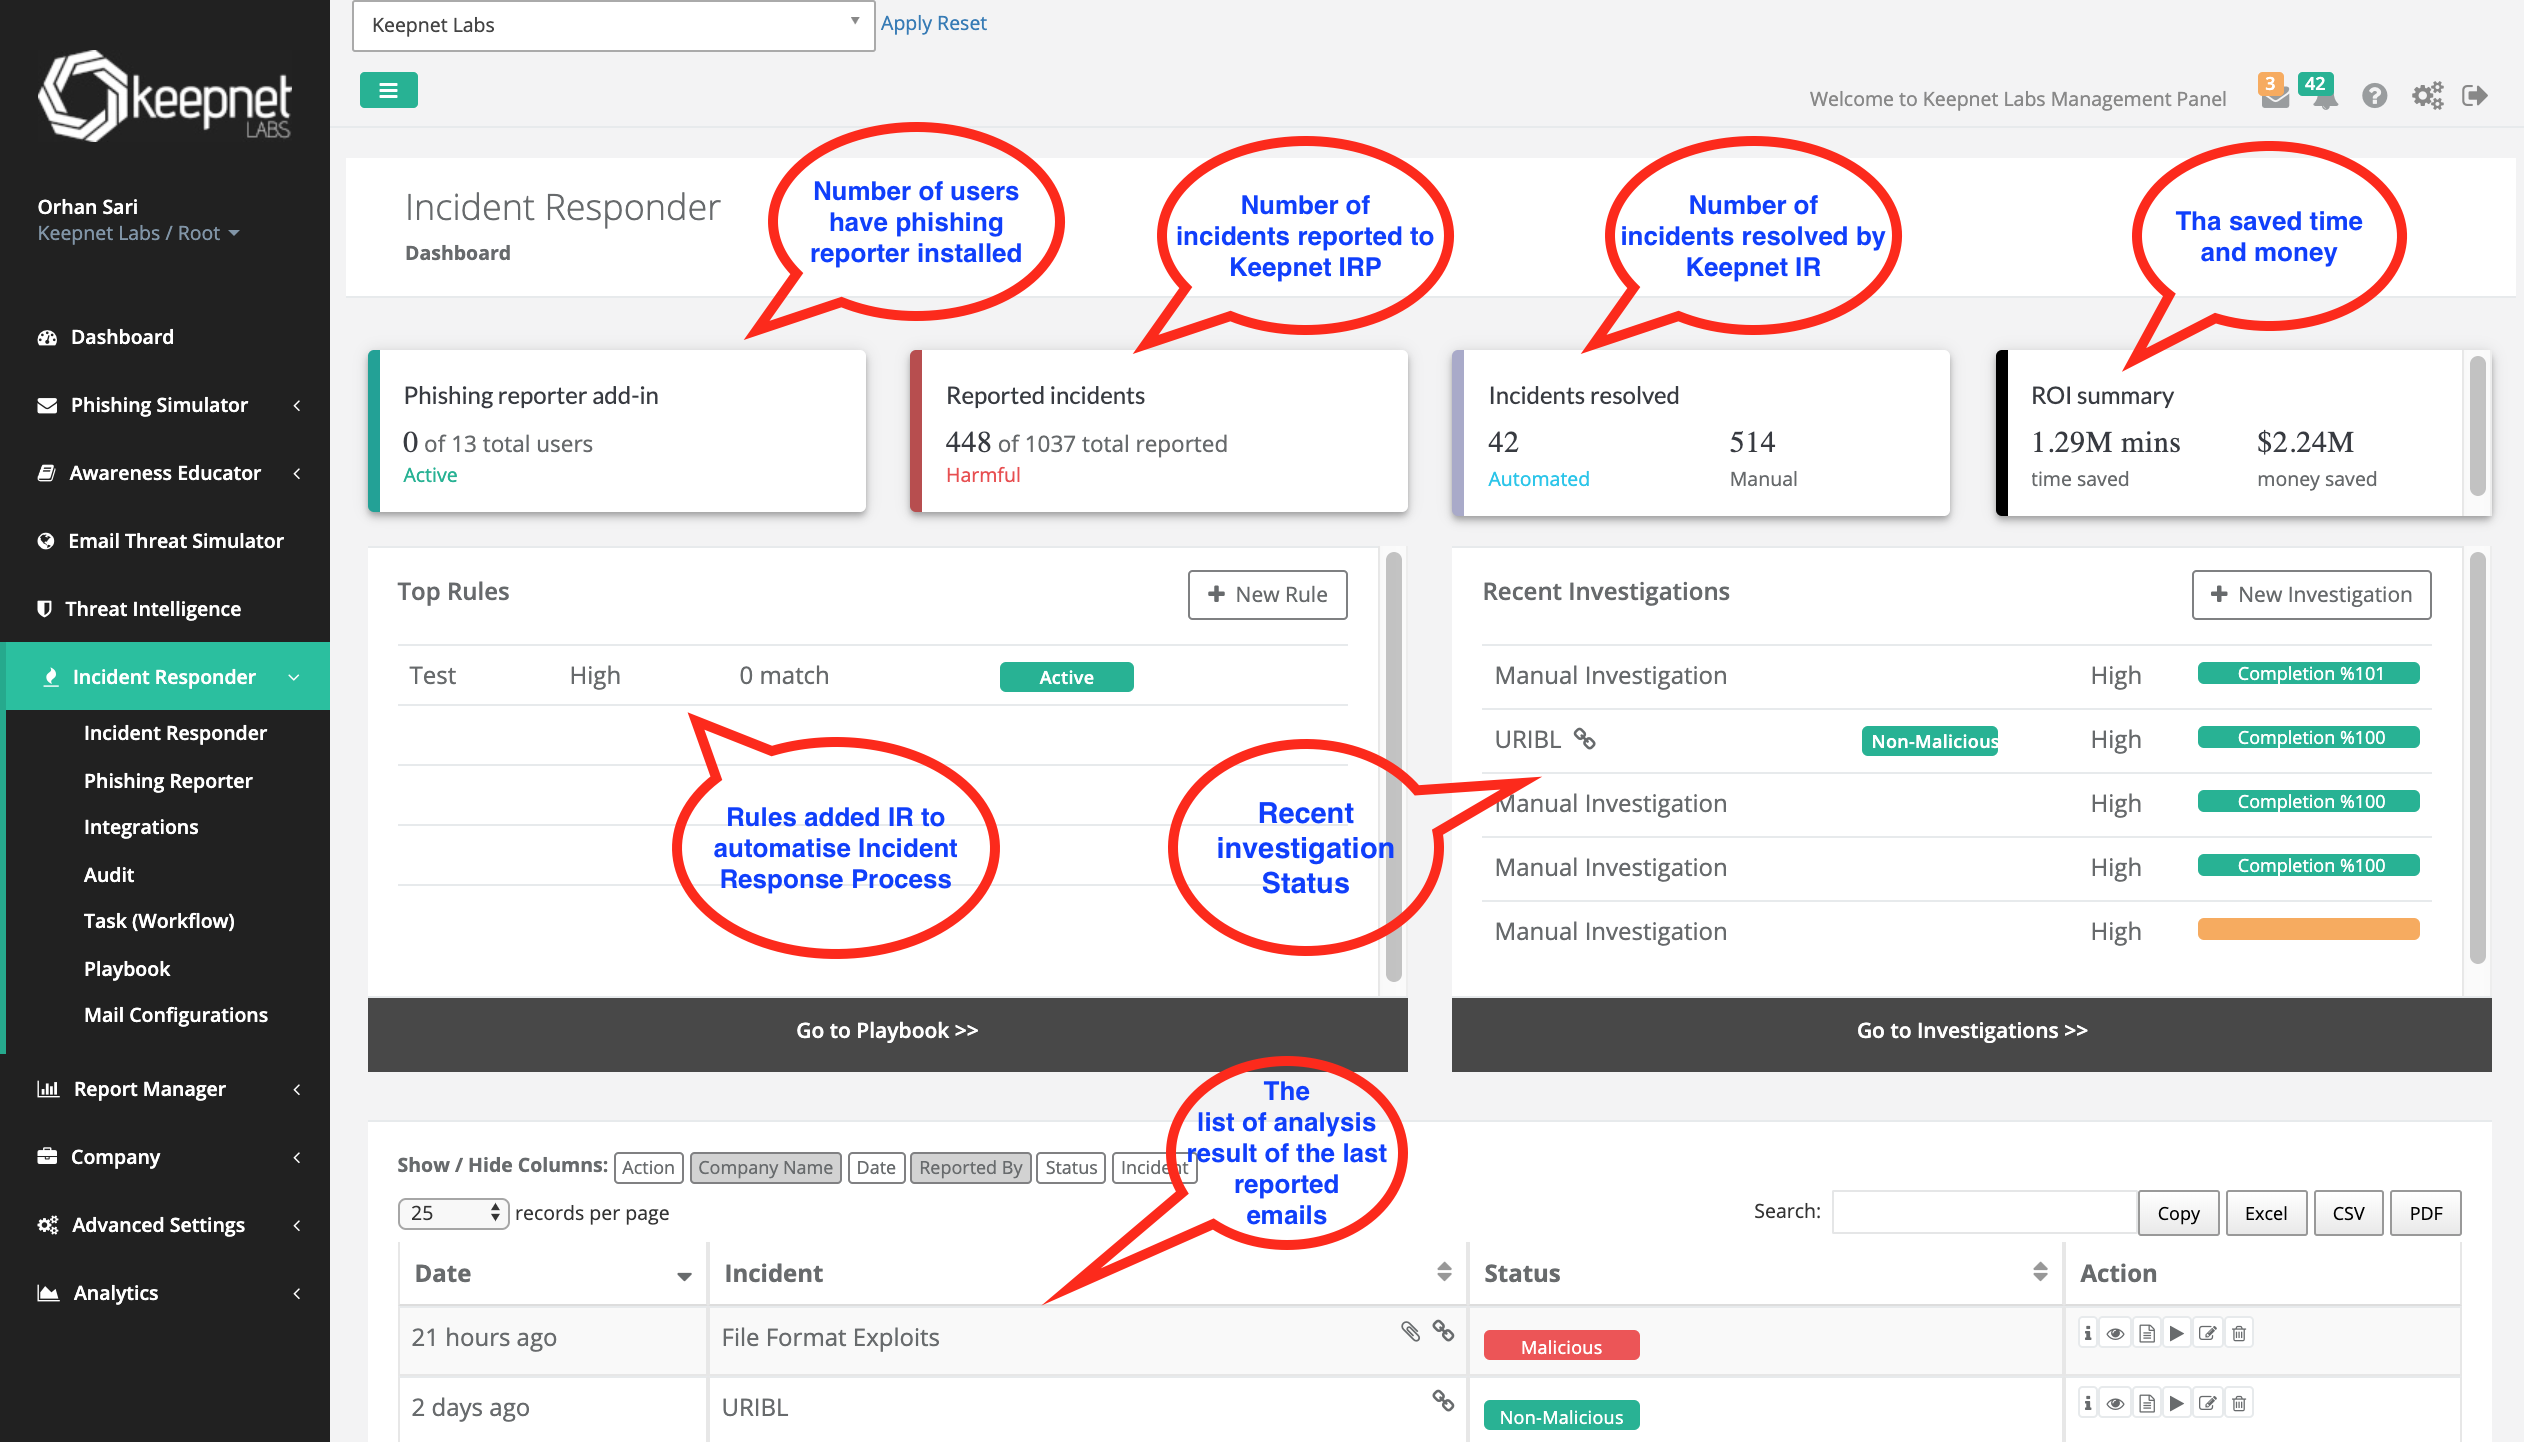 Keepnet Labs
Apply Reset
keepnet
LABS
Welcome to Keepnet Labs Management Panel
3
42
Orhan Sari
Keepnet Labs / Root
Dashboard
Phishing Simulator
Awareness Educator
Email Threat Simulator
Threat Intelligence
Incident Responder
Incident Responder
Phishing Reporter
Integrations
Audit
Task (Workflow)
Playbook
Mail Configurations
Report Manager
Company
Advanced Settings
Analytics
Incident Responder
Dashboard
Number of users
have phishing
reporter installed
Number of
incidents reported to
Keepnet IRP
Number of
incidents resolved by
Keepnet IR
Tha saved time
and money
Phishing reporter add-in
0 of 13 total users
Active
Reported incidents
448 of 1037 total reported
Harmful
Incidents resolved
42 514
Automated Manual
ROI summary
1.29M mins $2.24M
time saved money saved
Top Rules
New Rule
Test High 0 match Active
Rules added IR to
automatise Incident
Response Process
Go to Playbook >>
Recent Investigations
New Investigation
Manual Investigation High Completion %101
URIBL Non-Malicious High Completion %100
Manual Investigation High Completion %100
Manual Investigation High Completion %100
Manual Investigation High
Recent
investigation
Status
Go to Investigations >>
The
list of analysis
result of the last
reported
emails
Show / Hide Columns: Action Company Name Date Reported By Status Incident
25 records per page
Search: Copy Excel CSV PDF
Date Incident Status Action
21 hours ago File Format Exploits Malicious
2 days ago URIBL Non-Malicious